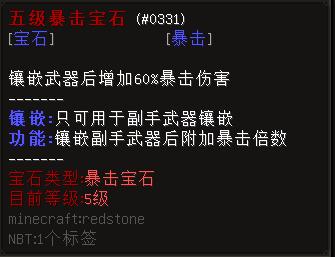 五级暴击宝石 (#0331)
[宝石] [暴击]
镶嵌武器后增加60%暴击伤害
-------
镶嵌:只可用于副手武器镶嵌
功能:镶嵌副手武器后附加暴击倍数
-------
宝石类型:暴击宝石
目前等级:5级
minecraft:redstone
NBT:1个标签